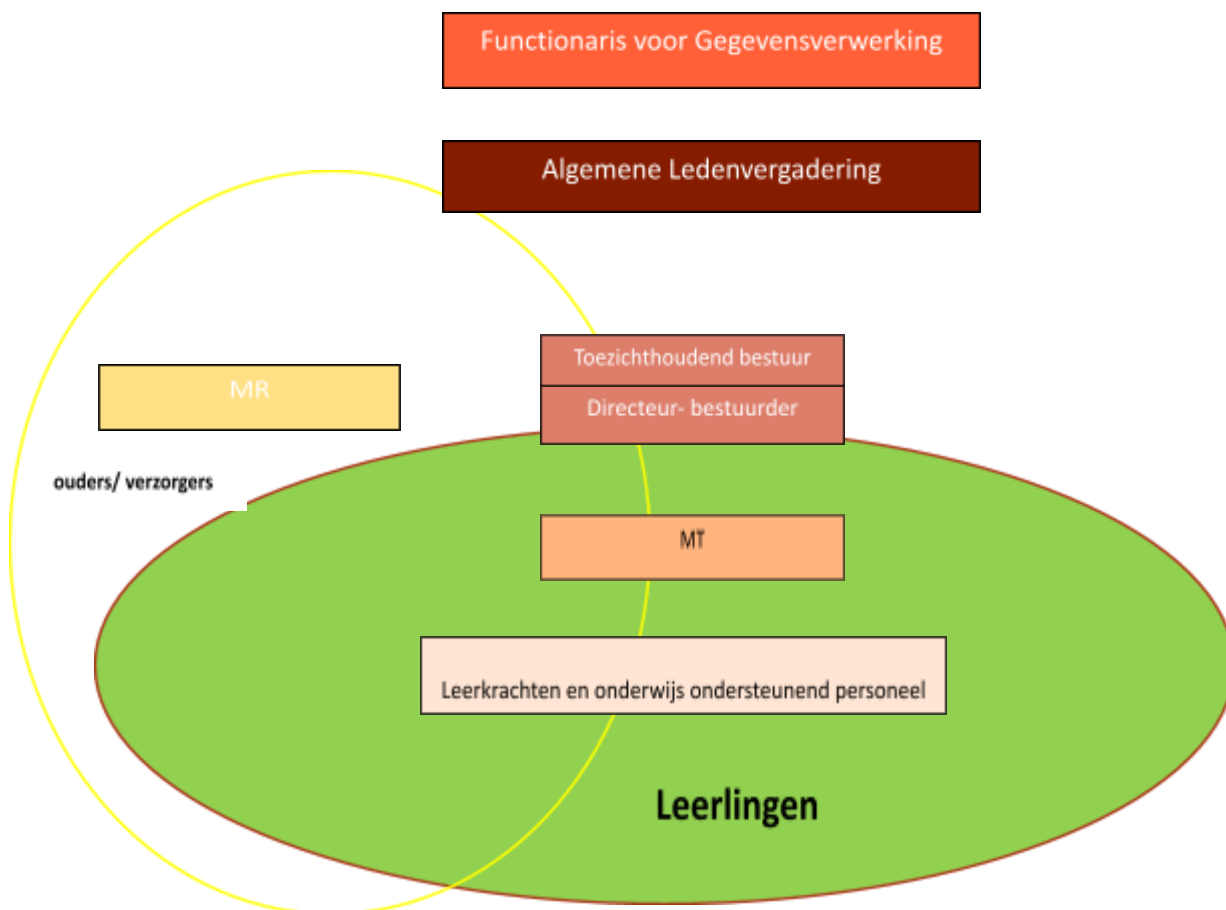 Functionaris voor Gegevensverwerking
Algemene Ledenvergadering
Toezichthoudend bestuur
MR
Directeur- bestuurder
ouders/ verzorgers
MT
Leerkrachten en onderwijs ondersteunend personeel
Leerlingen